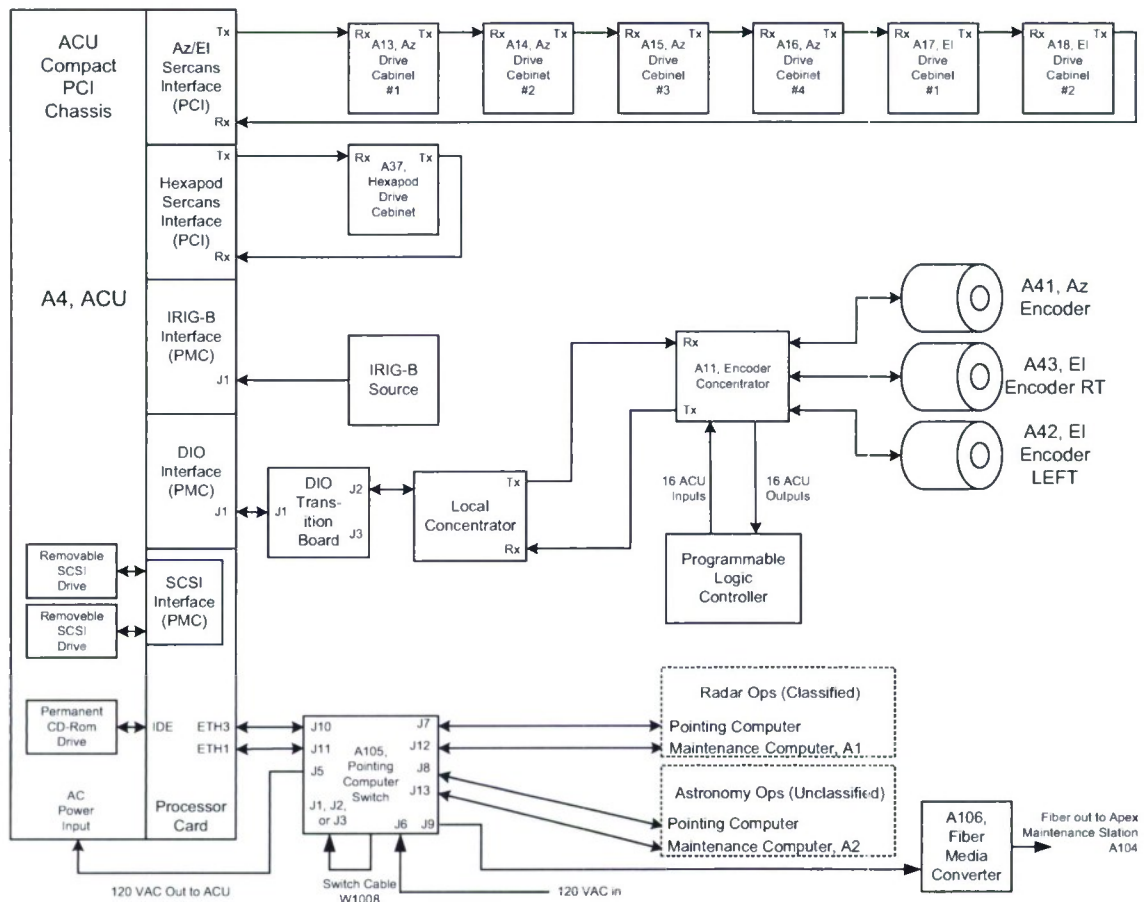 ACU
Compact
PCI
Chassis
A4, ACU
Tx
Az/El
Sercans
Interface
(PCI)
Rx
Rx Tx
A13, Az
Drive
Cabinet
#1
Rx Tx
A14, Az
Drive
Cebinet
#2
Rx Tx
A15, Az
Drive
Cabinet
#3
Rx Tx
A16, Az
Drive
Cabinet
#4
Rx Tx
A17, El
Drive
Cebinel
#1
Rx Tx
A18, El
Drive
Cebinet
#2
Tx
Hexapod
Sercans
Interface
(PCI)
Rx
Rx Tx
A37,
Hexapod
Drive
Cebinet
IRIG-B
Interface
(PMC)
J1
IRIG-B
Source
DIO
Interface
(PMC)
J1
J1
DIO
Trans-
ition
Board
J2
J3
Tx
Local
Concentrator
Rx
Rx
A11, Encoder
Concentrator
Tx
A41, Az
Encoder
A43, El
Encoder RT
A42, El
Encoder
LEFT
16 ACU
Inputs
16 ACU
Outputs
Programmable
Logic
Controller
Removable
SCSI
Drive
Removeble
SCSI
Drive
SCSI
Interface
(PMC)
Permanent
CD-Rom
Drive
IDE
ETH3
ETH1
AC
Power
Input
Processor
Card
J10
J11
J5
J1, J2,
or J3
A105,
Pointing
Computer
Switch
J7
J12
J8
J13
J6 J9
Radar Ops (Classified)
Pointing Computer
Maintenance Computer, A1
Astronomy Ops (Unclassified)
Pointing Computer
Maintenance Computer, A2
A106,
Fiber
Media
Converter
Fiber out to Apex
Maintenance Station
A104
120 VAC Out to ACU
Switch Cable
W1008
120 VAC in